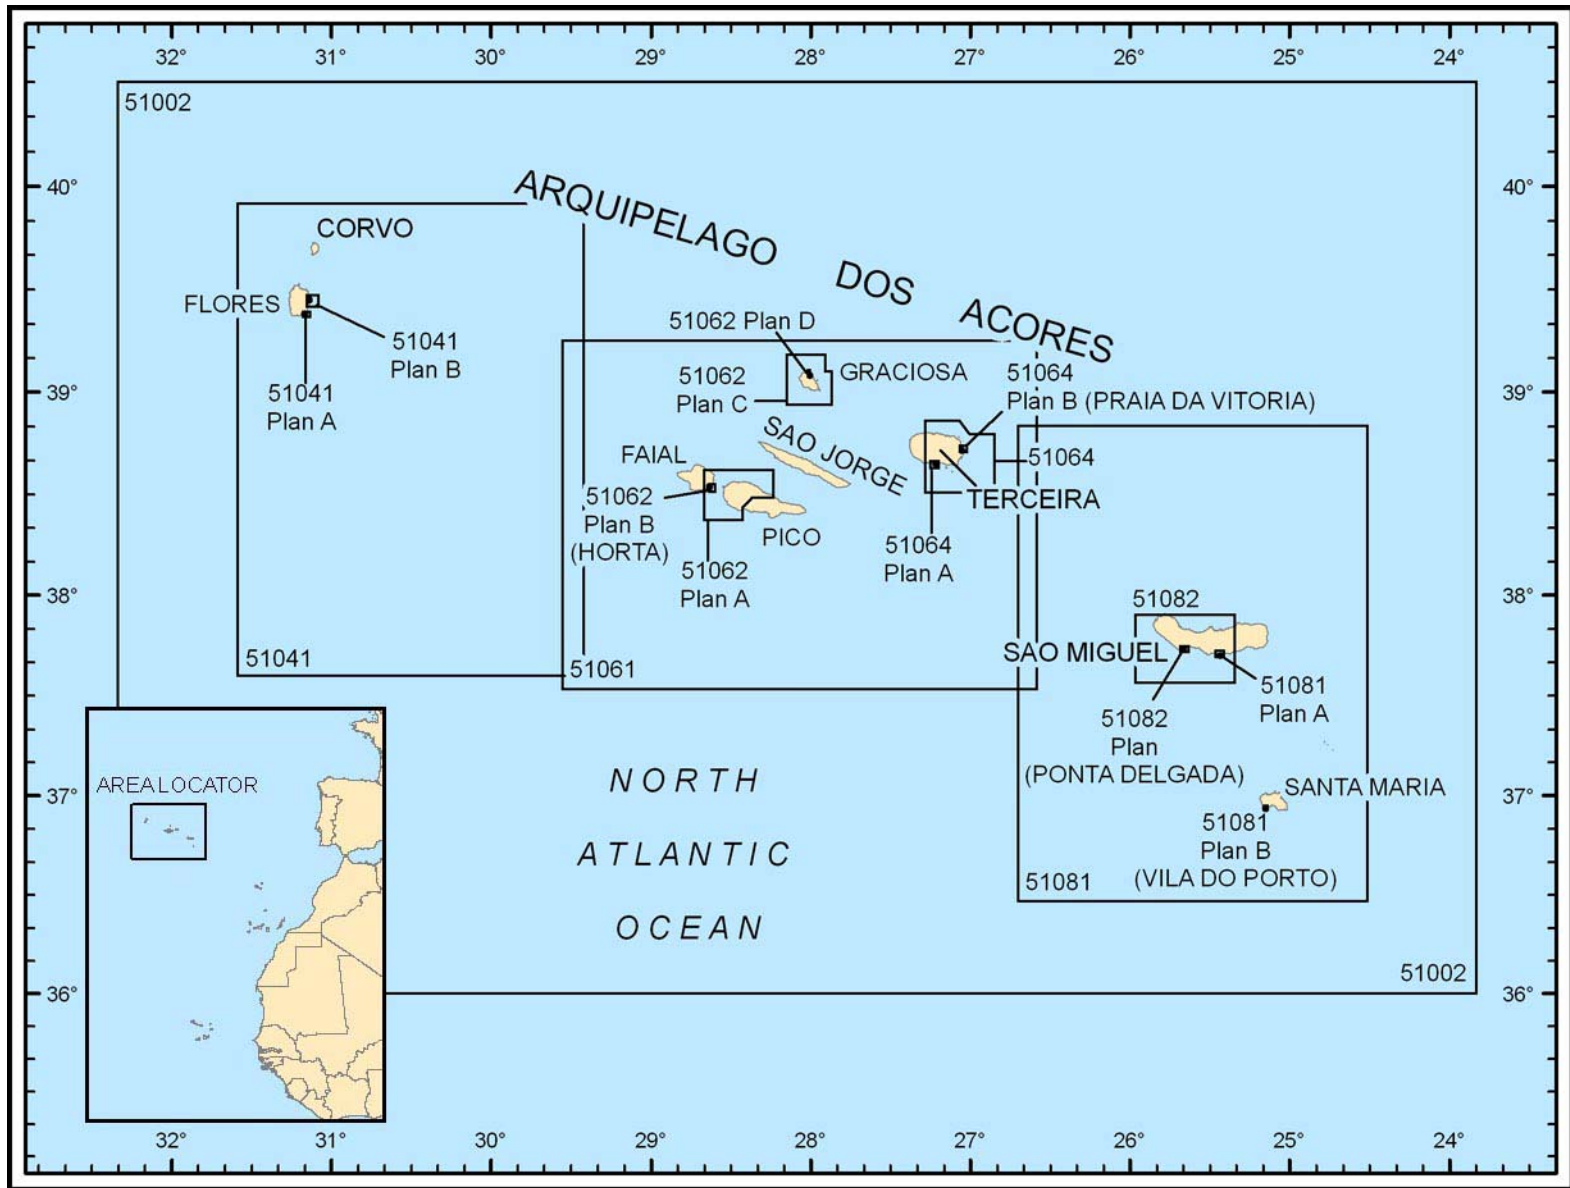 32° 31° 30° 29° 28° 27° 26° 25° 24°
51002
40° 40°
ARQUIPELAGO DOS ACORES
CORVO
FLORES
51041
Plan B
51041
Plan A
51062 Plan D
GRACIOSA
51062
Plan C
51064
Plan B (PRAIA DA VITORIA)
39° 39°
SAO JORGE
FAIAL
51064
51062
Plan B
(HORTA)
TERCEIRA
PICO
51064
Plan A
51062
Plan A
38° 38°
51082
SAO MIGUEL
51041
51061
51081
Plan A
51082
Plan
(PONTA DELGADA)
AREA LOCATOR
NORTH
ATLANTIC
OCEAN
37° 37°
SANTA MARIA
51081
Plan B
(VILA DO PORTO)
51081
51002
36° 36°
32° 31° 30° 29° 28° 27° 26° 25° 24°